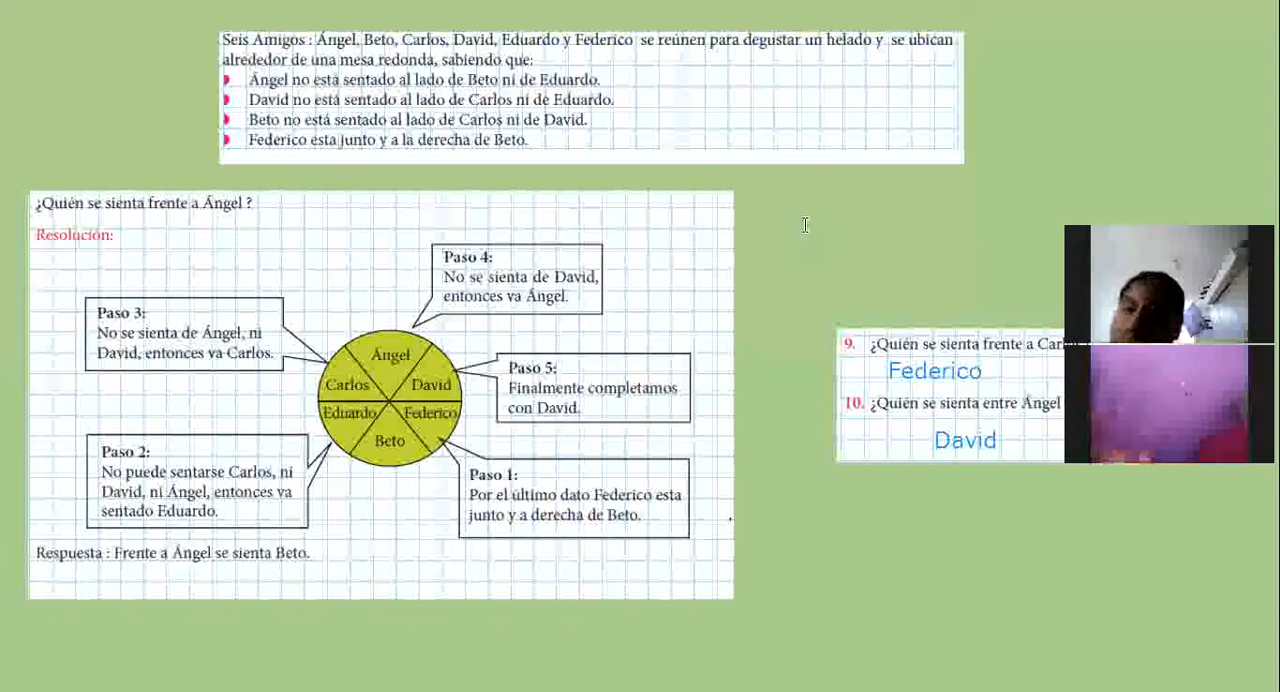 Seis Amigos : Ángel, Beto, Carlos, David, Eduardo y Federico se reúnen para degustar un helado y se ubican
alrededor de una mesa redonda, sabiendo que:
Ángel no está sentado al lado de Beto ni de Eduardo.
David no está sentado al lado de Carlos ni de Eduardo.
Beto no está sentado al lado de Carlos ni de David.
Federico esta junto y a la derecha de Beto.
¿Quién se sienta frente a Ángel ?
Resolución:
Paso 4:
No se sienta de David,
entonces va Ángel.
Paso 3:
No se sienta de Ángel, ni
David, entonces va Carlos.
Ángel
Carlos David
Eduardo Federico
Beto
Paso 5:
Finalmente completamos
con David.
Paso 2:
No puede sentarse Carlos, ni
David, ni Ángel, entonces va
sentado Eduardo.
Paso 1:
Por el último dato Federico esta
junto y a derecha de Beto.
Respuesta : Frente a Ángel se sienta Beto.
9. ¿Quién se sienta frente a
Federico
10. ¿Quién se sienta entre Ángel
David